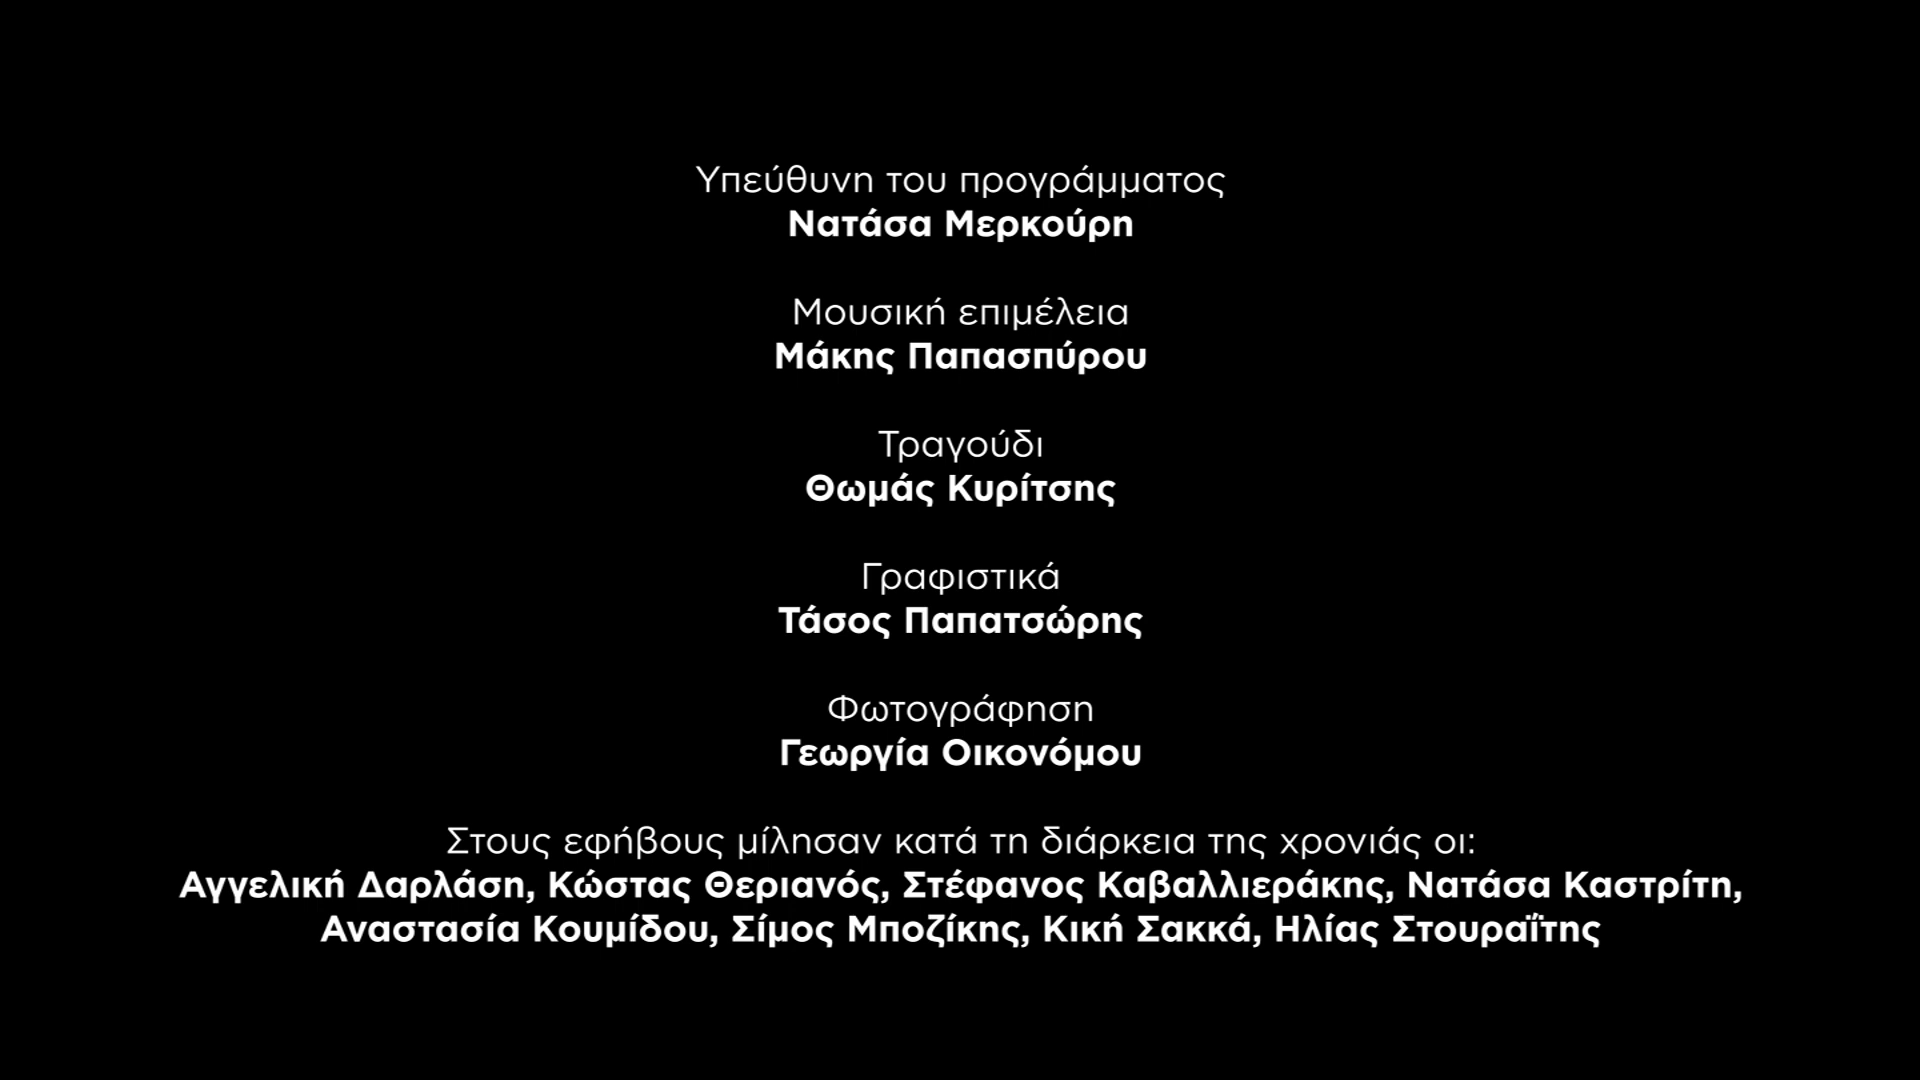 Υπεύθυνη του προγράμματος
Νατάσα Μερκούρη
Μουσική επιμέλεια
Μάκης Παπασπύρου
Τραγούδι
Θωμάς Κυρίτσης
Γραφιστικά
Τάσος Παπατσώρης
Φωτογράφηση
Γεωργία Οικονόμου
Στους εφήβους μίλησαν κατά τη διάρκεια της χρονιάς οι:
Αγγελική Δαρλάση, Κώστας Θεριανός, Στέφανος Καβαλλιεράκης, Νατάσα Καστρίτη,
Αναστασία Κουμίδου, Σίμος Μποζίκης, Κική Σακκά, Ηλίας Στουραΐτης